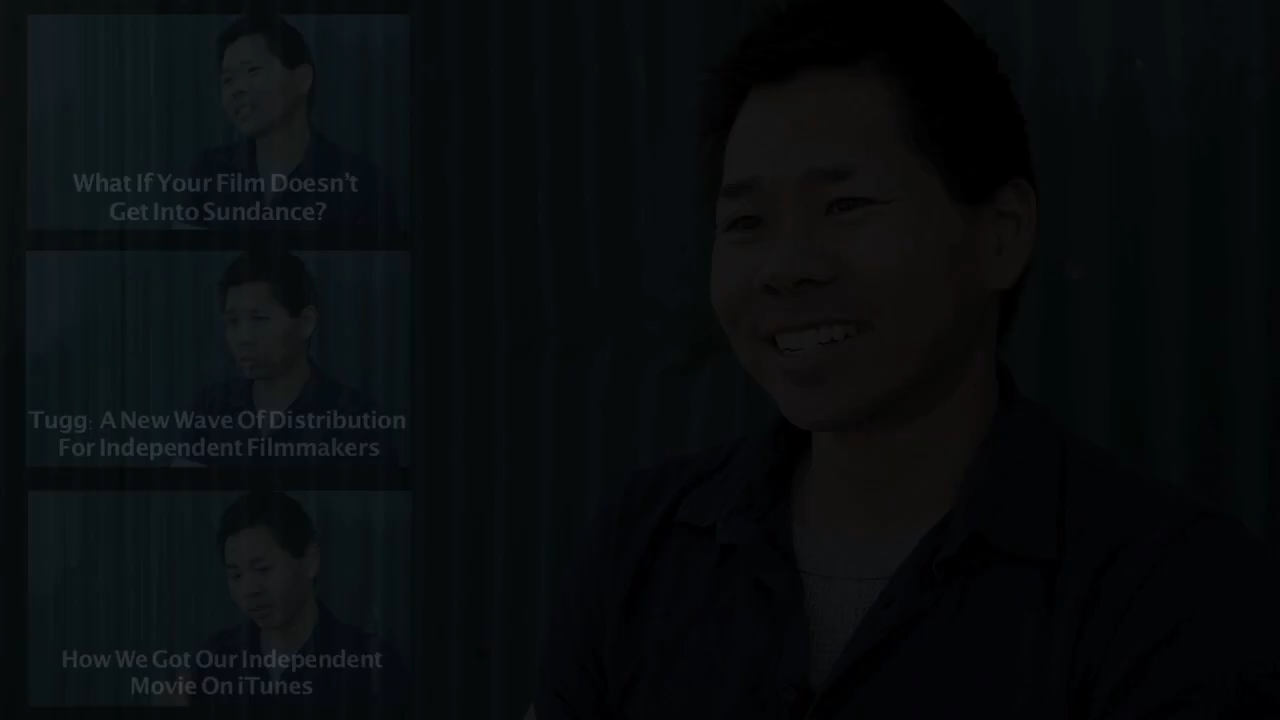 What If Your Film Doesn't
Get Into Sundance?
Tugg: A New Wave Of Distribution
For Independent Filmmakers
How We Got Our Independent
Movie On iTunes